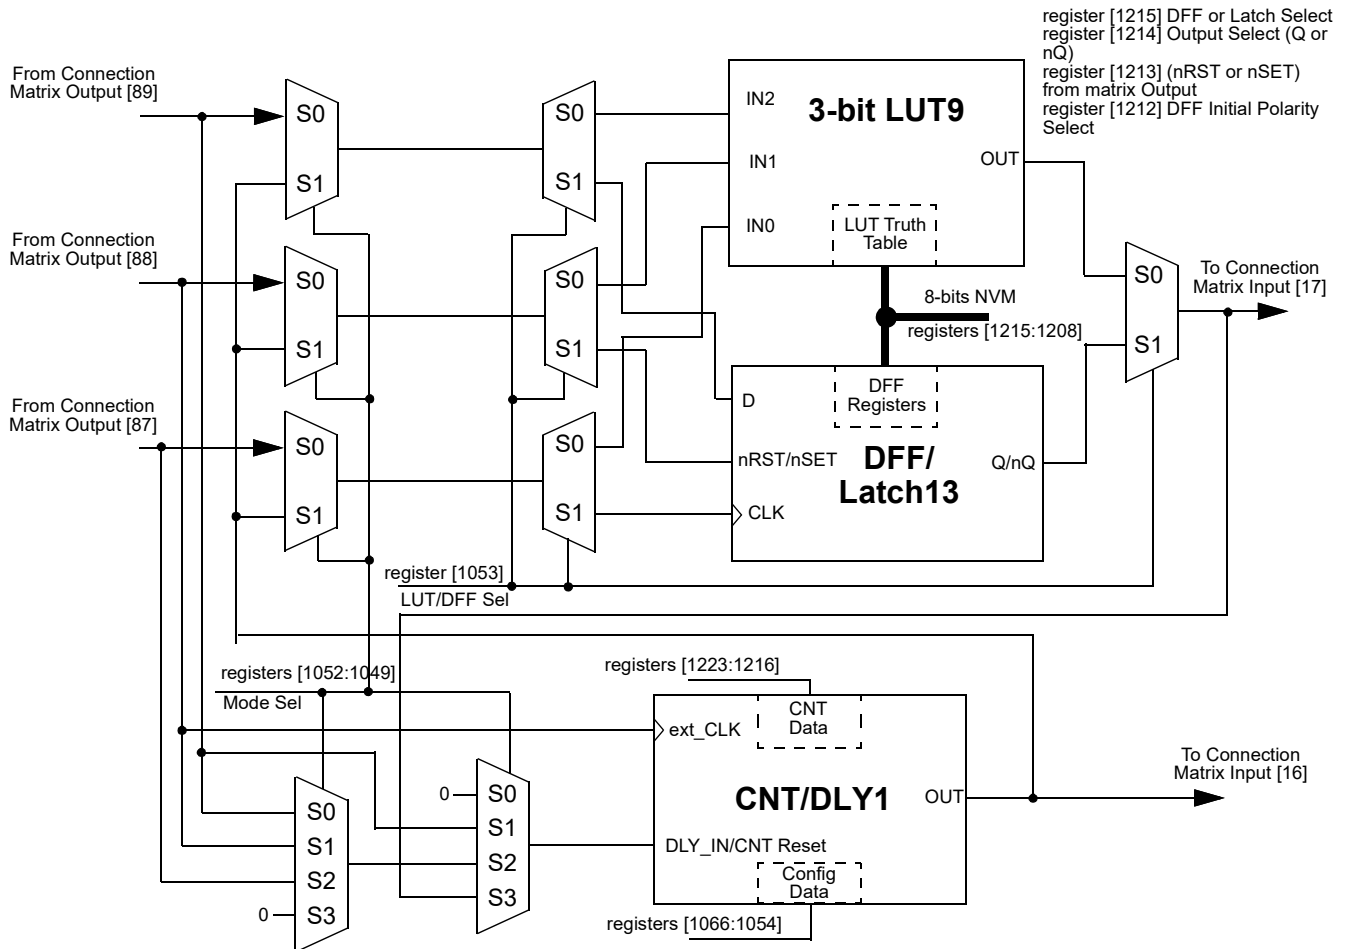 register [1215] DFF or Latch Select
register [1214] Output Select (Q or
nQ)
register [1213] (nRST or nSET)
from matrix Output
register [1212] DFF Initial Polarity
Select
From Connection
Matrix Output [89]
S0
S1
S0
S1
IN2
IN1
IN0
3-bit LUT9
OUT
LUT Truth
Table
From Connection
Matrix Output [88]
S0
S1
S0
S1
8-bits NVM
registers [1215:1208]
S0
S1
To Connection
Matrix Input [17]
From Connection
Matrix Output [87]
S0
S1
S0
S1
DFF
Registers
D
nRST/nSET
CLK
DFF/
Latch13
Q/nQ
register [1053]
LUT/DFF Sel
registers [1052:1049]
Mode Sel
registers [1223:1216]
CNT
Data
ext_CLK
CNT/DLY1
OUT
To Connection
Matrix Input [16]
DLY_IN/CNT Reset
Config
Data
registers [1066:1054]
0
S0
S1
S2
S3
S0
S1
S2
S3
0